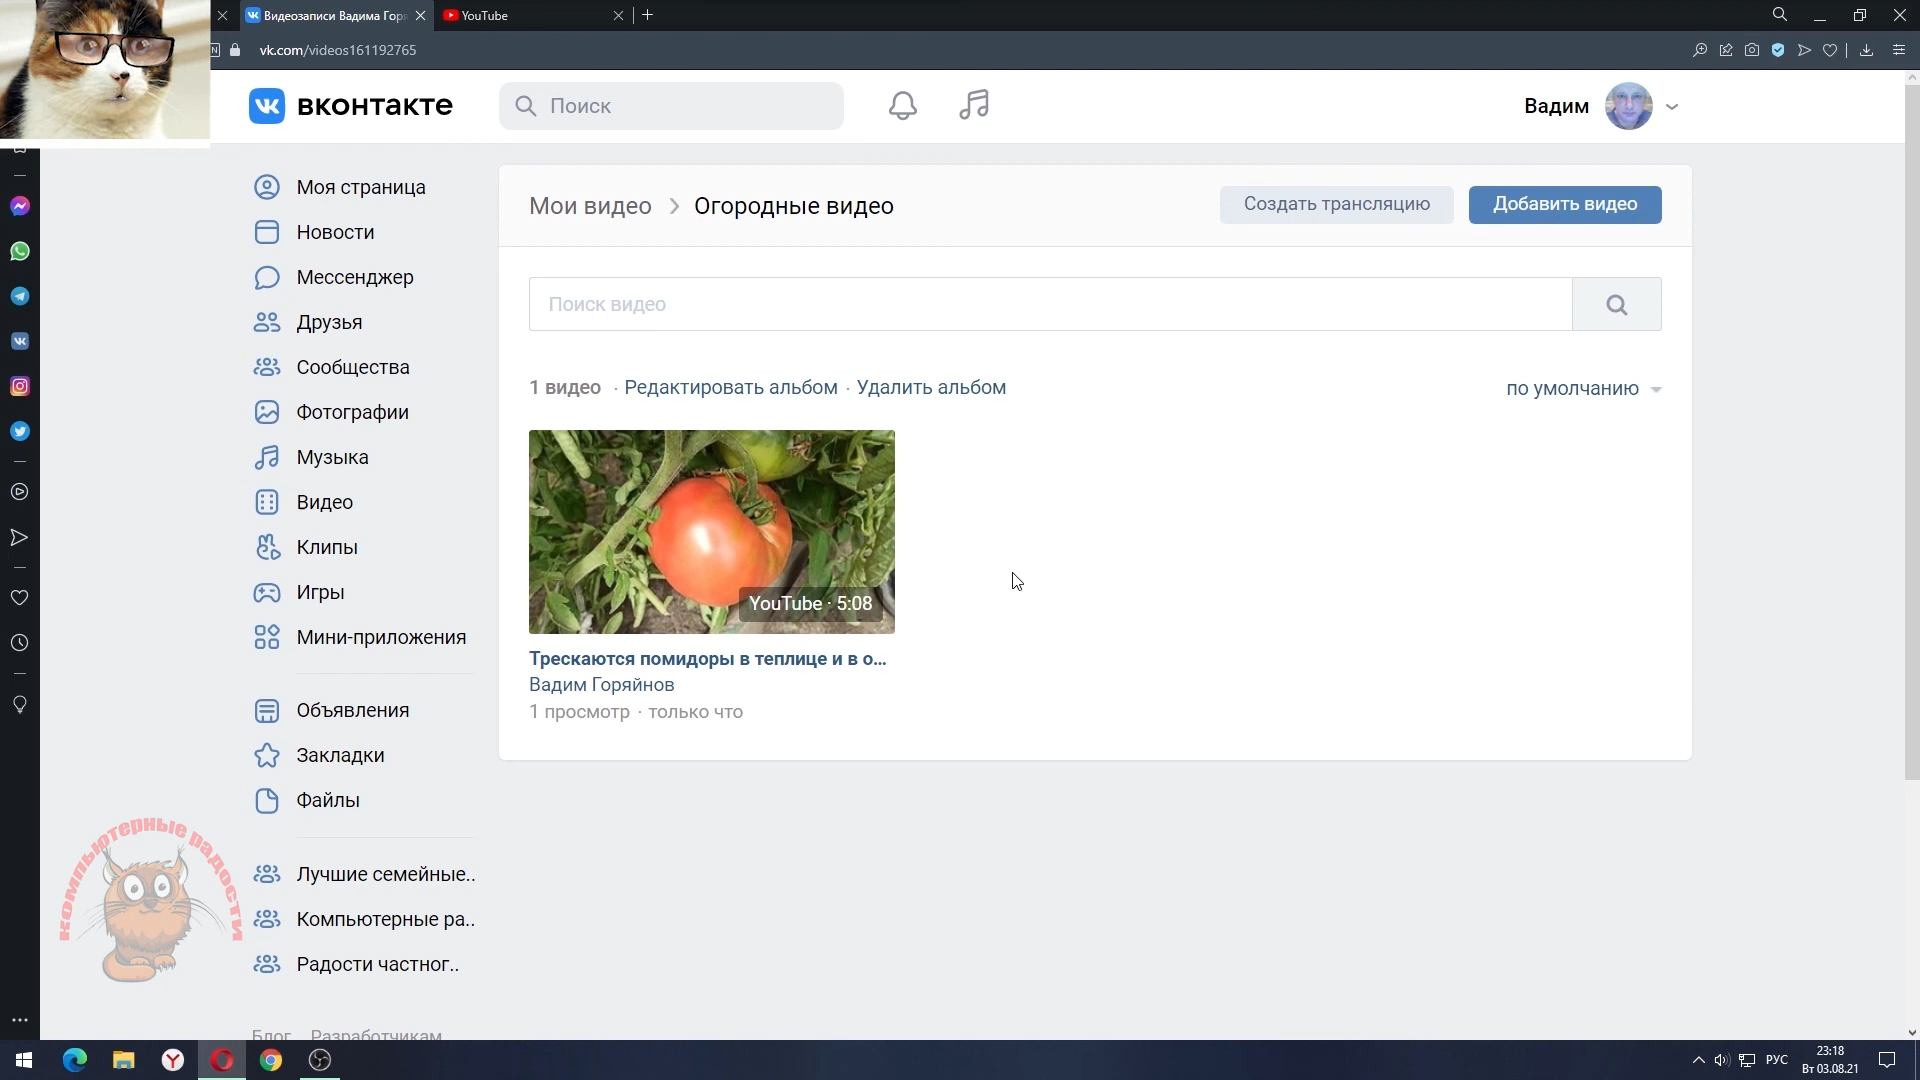 Видеозаписи Вадима Горя
YouTube
vk.com/videos161192765
вконтакте
Поиск
Вадим
Моя страница
Новости
Мессенджер
Друзья
Сообщества
Фотографии
Музыка
Видео
Клипы
Игры
Мини-приложения
Объявления
Закладки
Файлы
Лучшие семейные..
Компьютерные ра..
Радости частног..
Блог Разработчикам
Мои видео
Огородные видео
Создать трансляцию
Добавить видео
Поиск видео
1 видео · Редактировать альбом · Удалить альбом
по умолчанию
YouTube · 5:08
Трескаются помидоры в теплице и в о...
Вадим Горяйнов
1 просмотр · только что
компьютерные радости
РУС
23:18
Вт 03.08.21